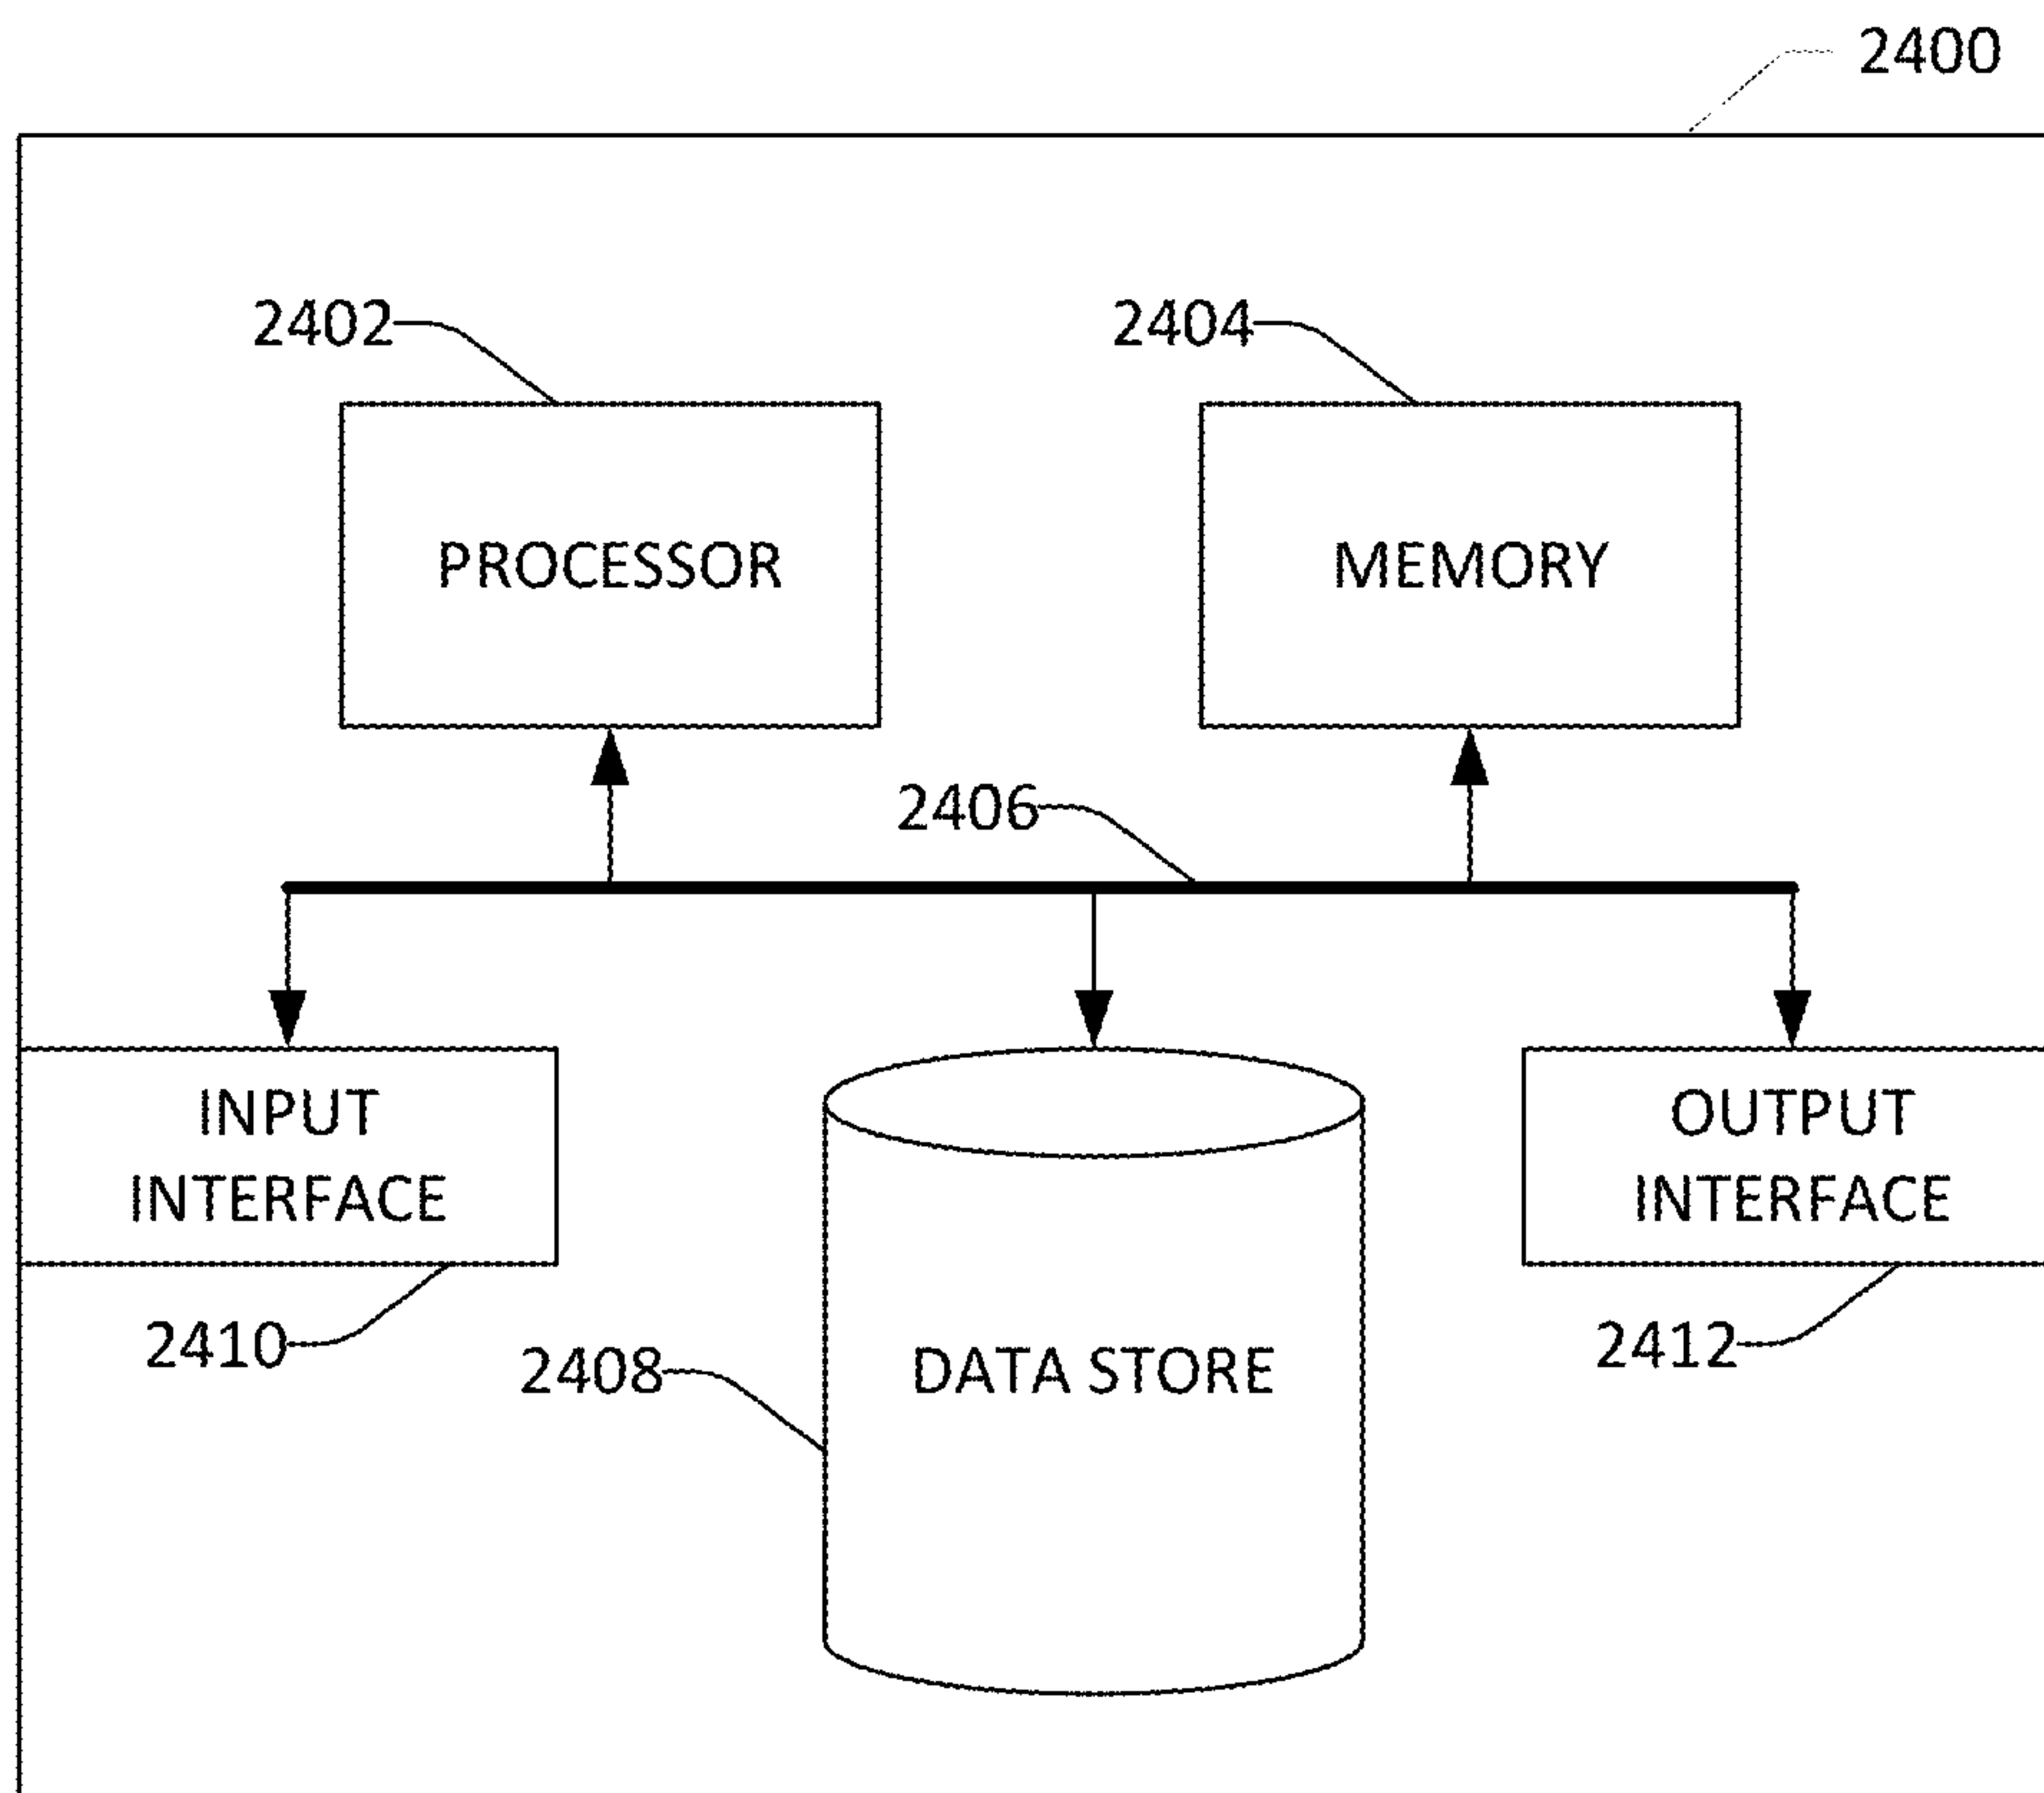 2400
2402
2404
PROCESSOR
MEMORY
2406
INPUT
INTERFACE
OUTPUT
INTERFACE
2410
2408
DATA STORE
2412